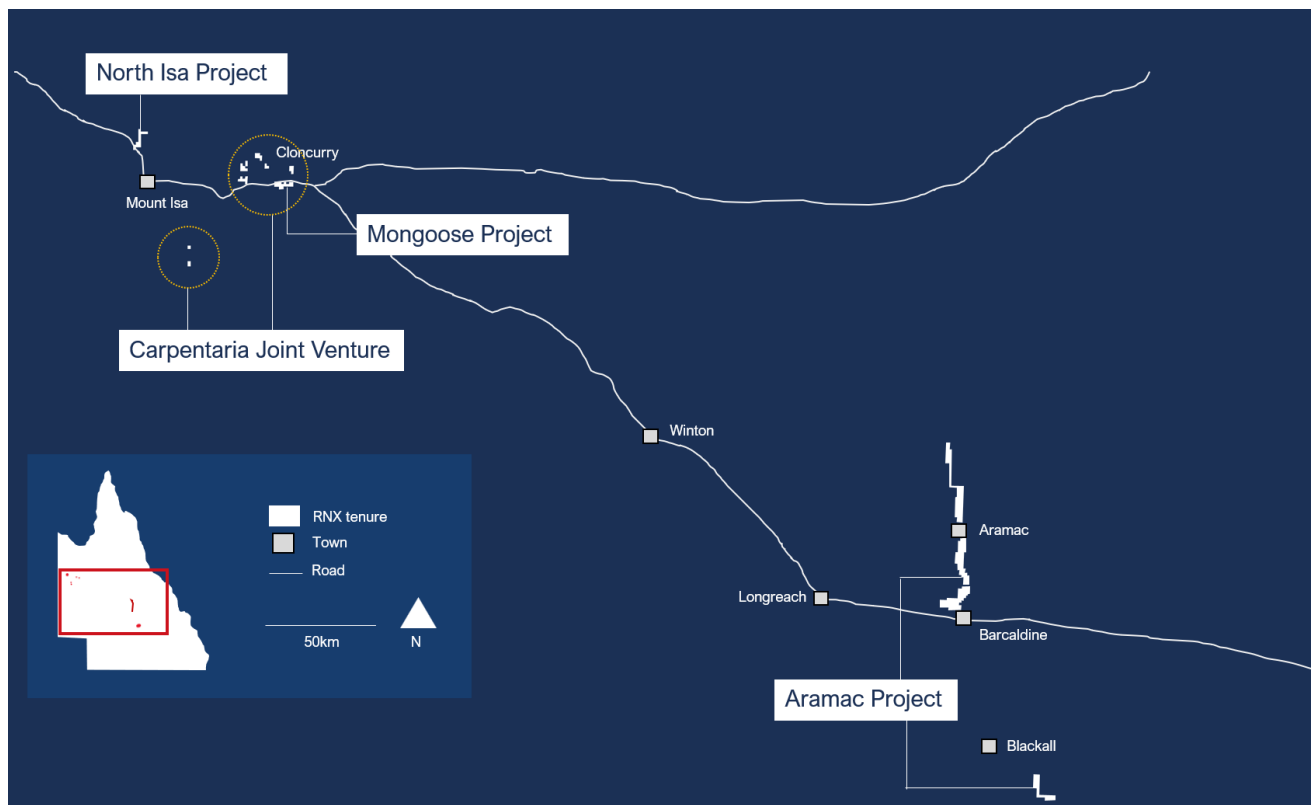 North Isa Project
Cloncurry
Mount Isa
Mongoose Project
Carpentaria Joint Venture
Winton
RNX tenure
Town
Road
50km
N
Aramac
Longreach
Barcaldine
Aramac Project
Blackall